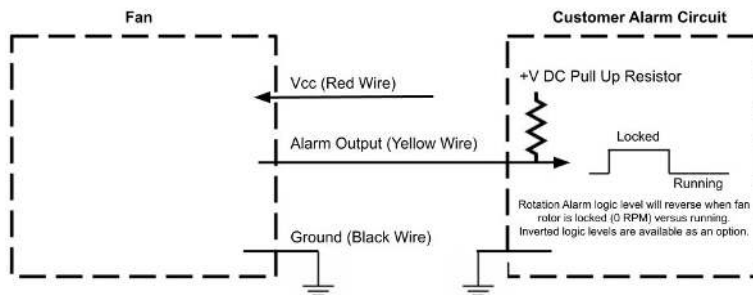 Fan
Customer Alarm Circuit
Vcc (Red Wire)
+V DC Pull Up Resistor
Alarm Output (Yellow Wire)
Locked
Running
Rotation Alarm logic level will reverse when fan
rotor is locked (0 RPM) versus running.
Inverted logic levels are available as an option.
Ground (Black Wire)